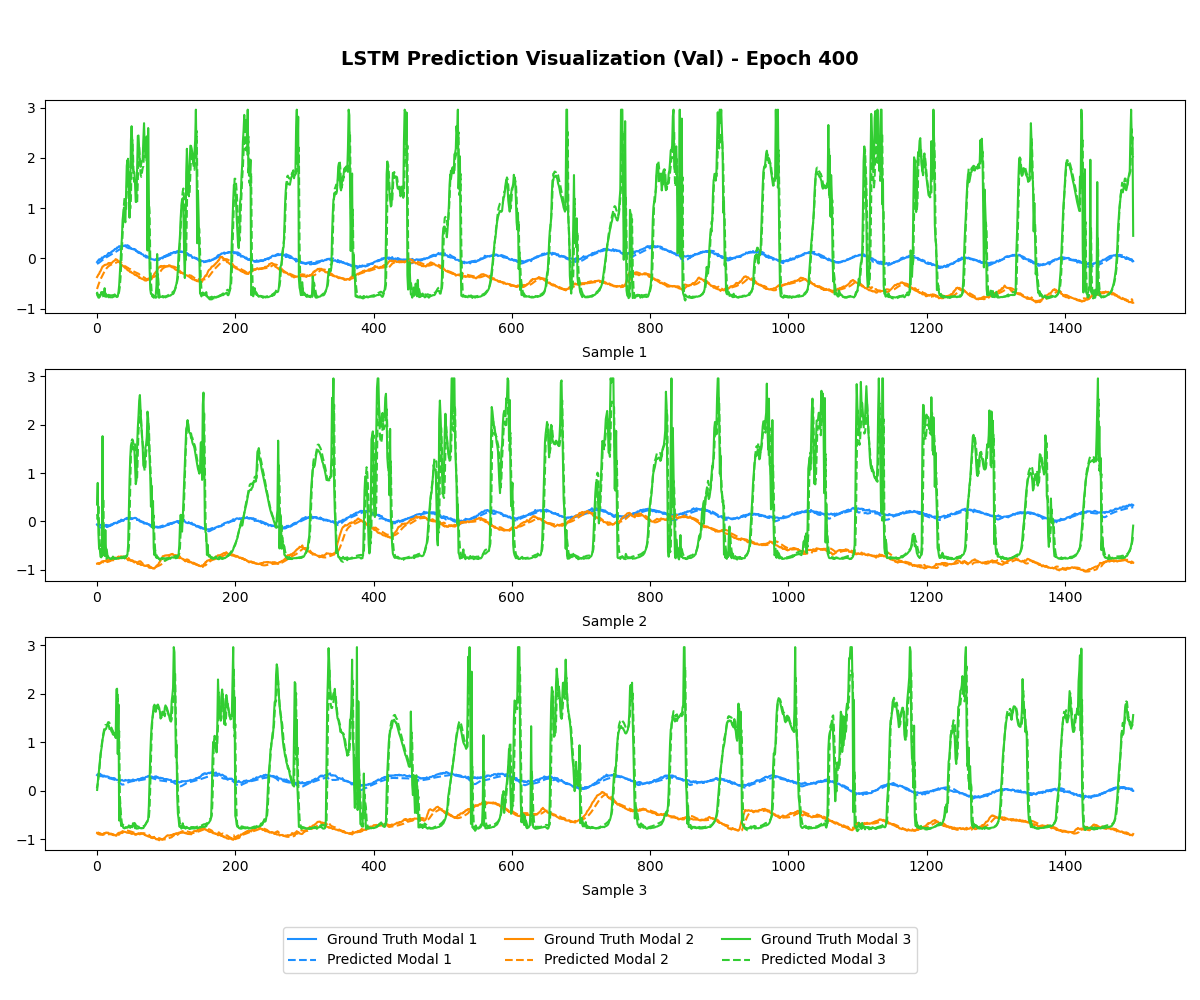 LSTM Prediction Visualization (Val) - Epoch 400
3
2
1
0
−1
0 200 400 600 800 1000 1200 1400
Sample 1
3
2
1
0
−1
0 200 400 600 800 1000 1200 1400
Sample 2
3
2
1
0
−1
0 200 400 600 800 1000 1200 1400
Sample 3
Ground Truth Modal 1 Ground Truth Modal 2 Ground Truth Modal 3
Predicted Modal 1 Predicted Modal 2 Predicted Modal 3